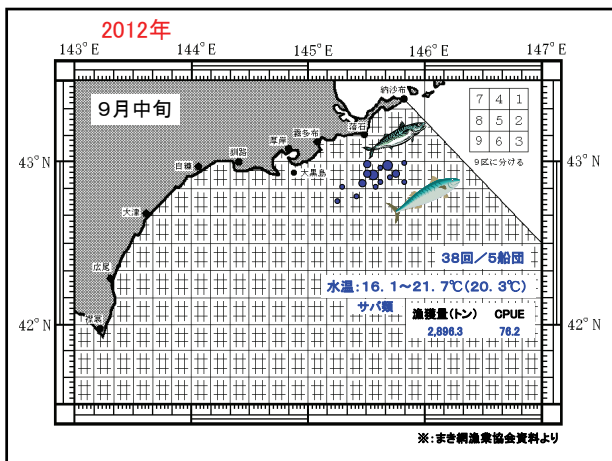 2012年
143° E
144° E
145° E
146° E
147° E
9月中旬
納沙布
落石
霧多布
厚岸
大黒島
釧路
白糠
大津
広尾
襟裳
7 4 1
8 5 2
9 6 3
9区に分ける
43° N
43° N
42° N
42° N
38回/5船団
水温:16.1~21.7℃(20.3℃)
サバ類
漁獲量(トン) CPUE
2,896.3 76.2
※:まき網漁業協会資料より